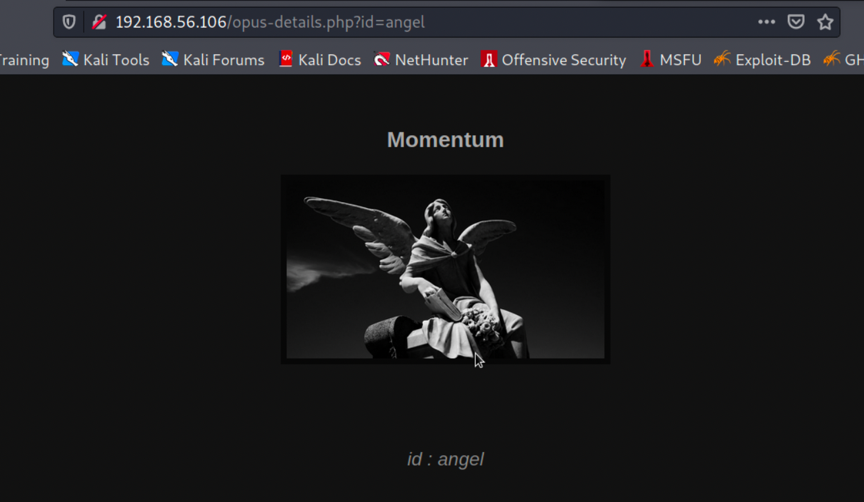 192.168.56.106/opus-details.php?id=angel
raining Kali Tools Kali Forums Kali Docs NetHunter Offensive Security MSFU Exploit-DB GH
Momentum
id : angel